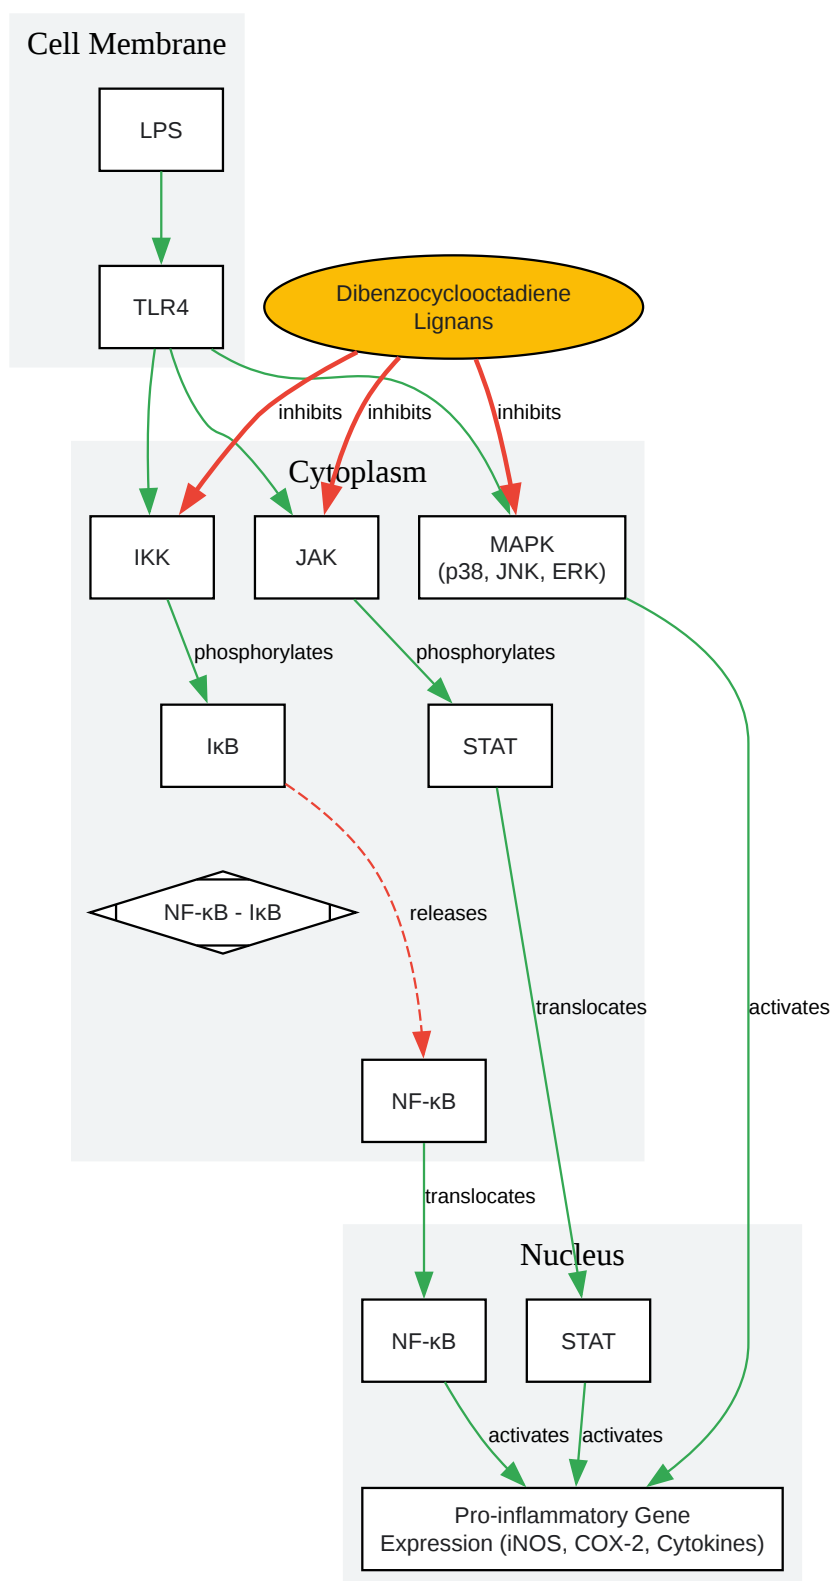 Cell Membrane
LPS
TLR4
Dibenzocyclooctadiene
Lignans
inhibits
inhibits
inhibits
Cytoplasm
IKK
JAK
MAPK
(p38, JNK, ERK)
phosphorylates
phosphorylates
IκB
STAT
NF-κB - IκB
releases
translocates
activates
NF-κB
translocates
Nucleus
NF-κB
STAT
activates
activates
Pro-inflammatory Gene
Expression (iNOS, COX-2, Cytokines)